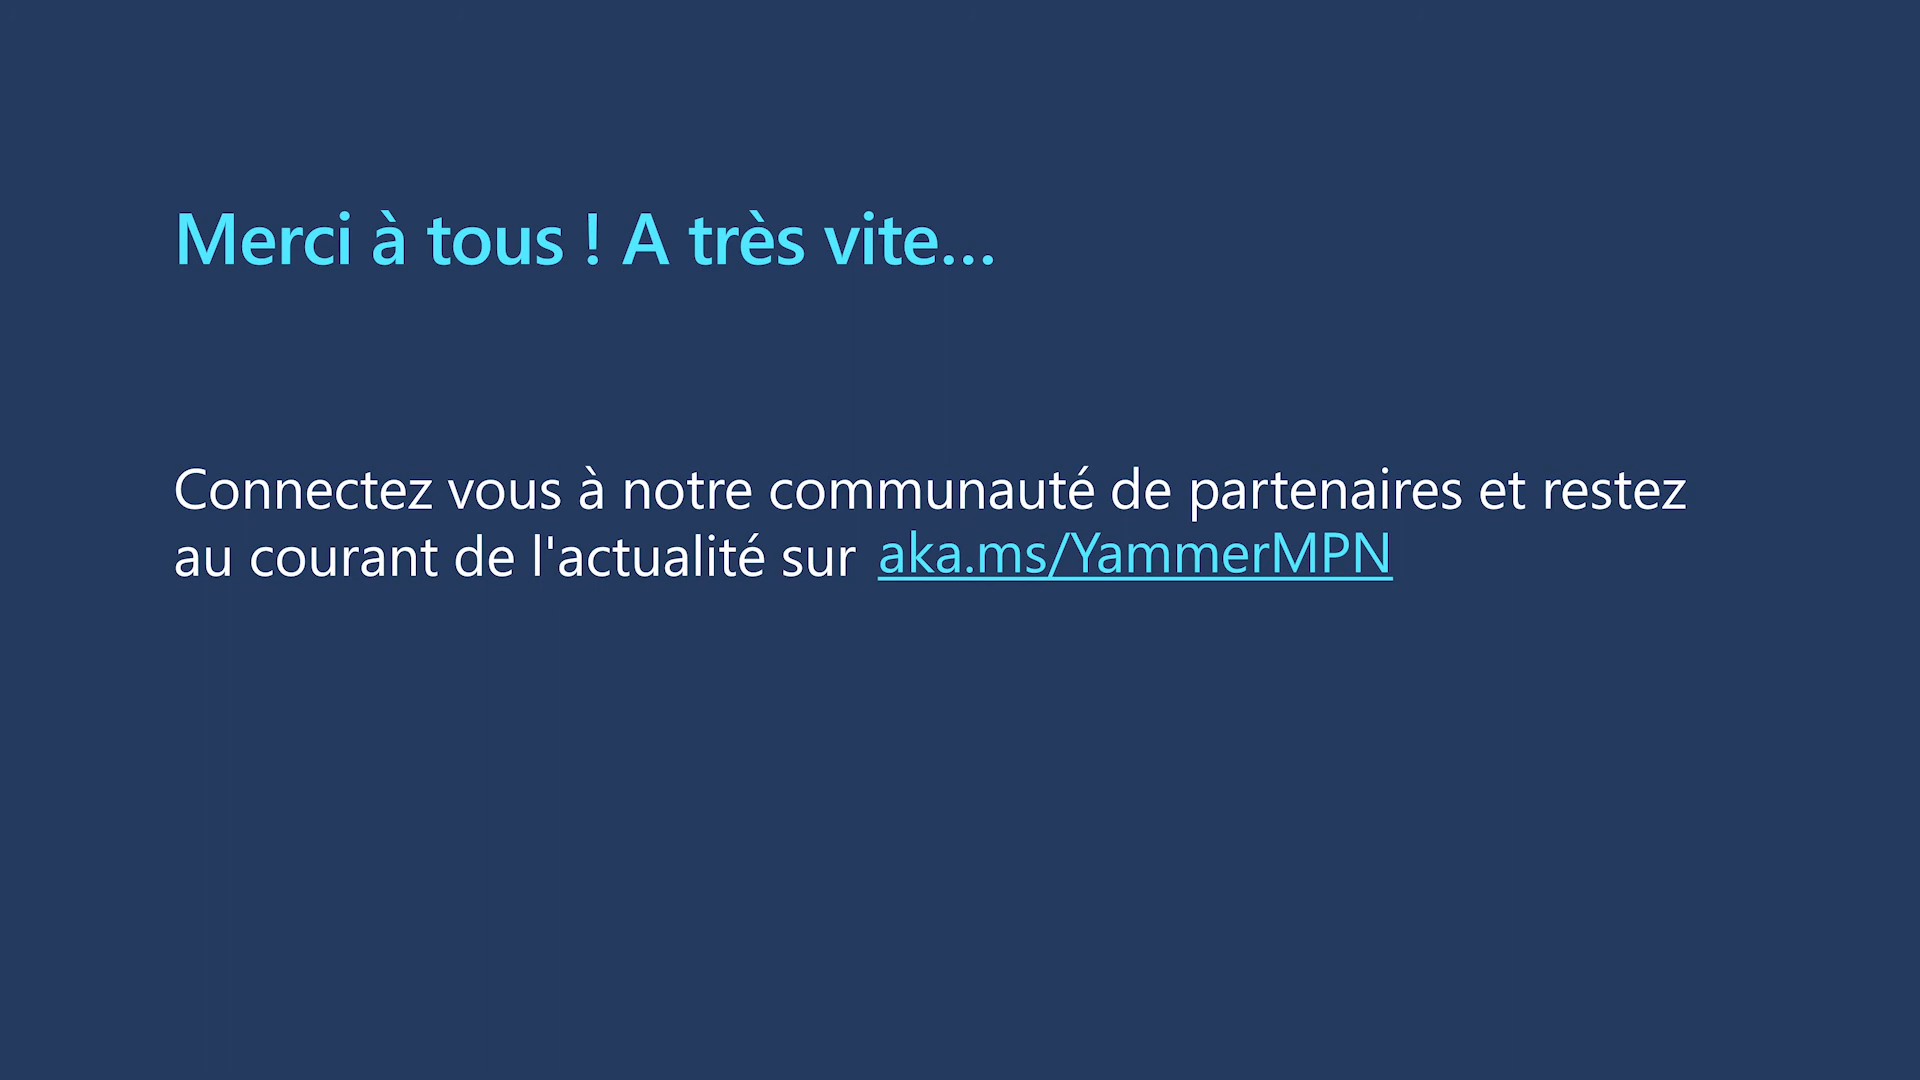 Merci à tous ! A très vite…
Connectez vous à notre communauté de partenaires et restez
au courant de l'actualité sur aka.ms/YammerMPN